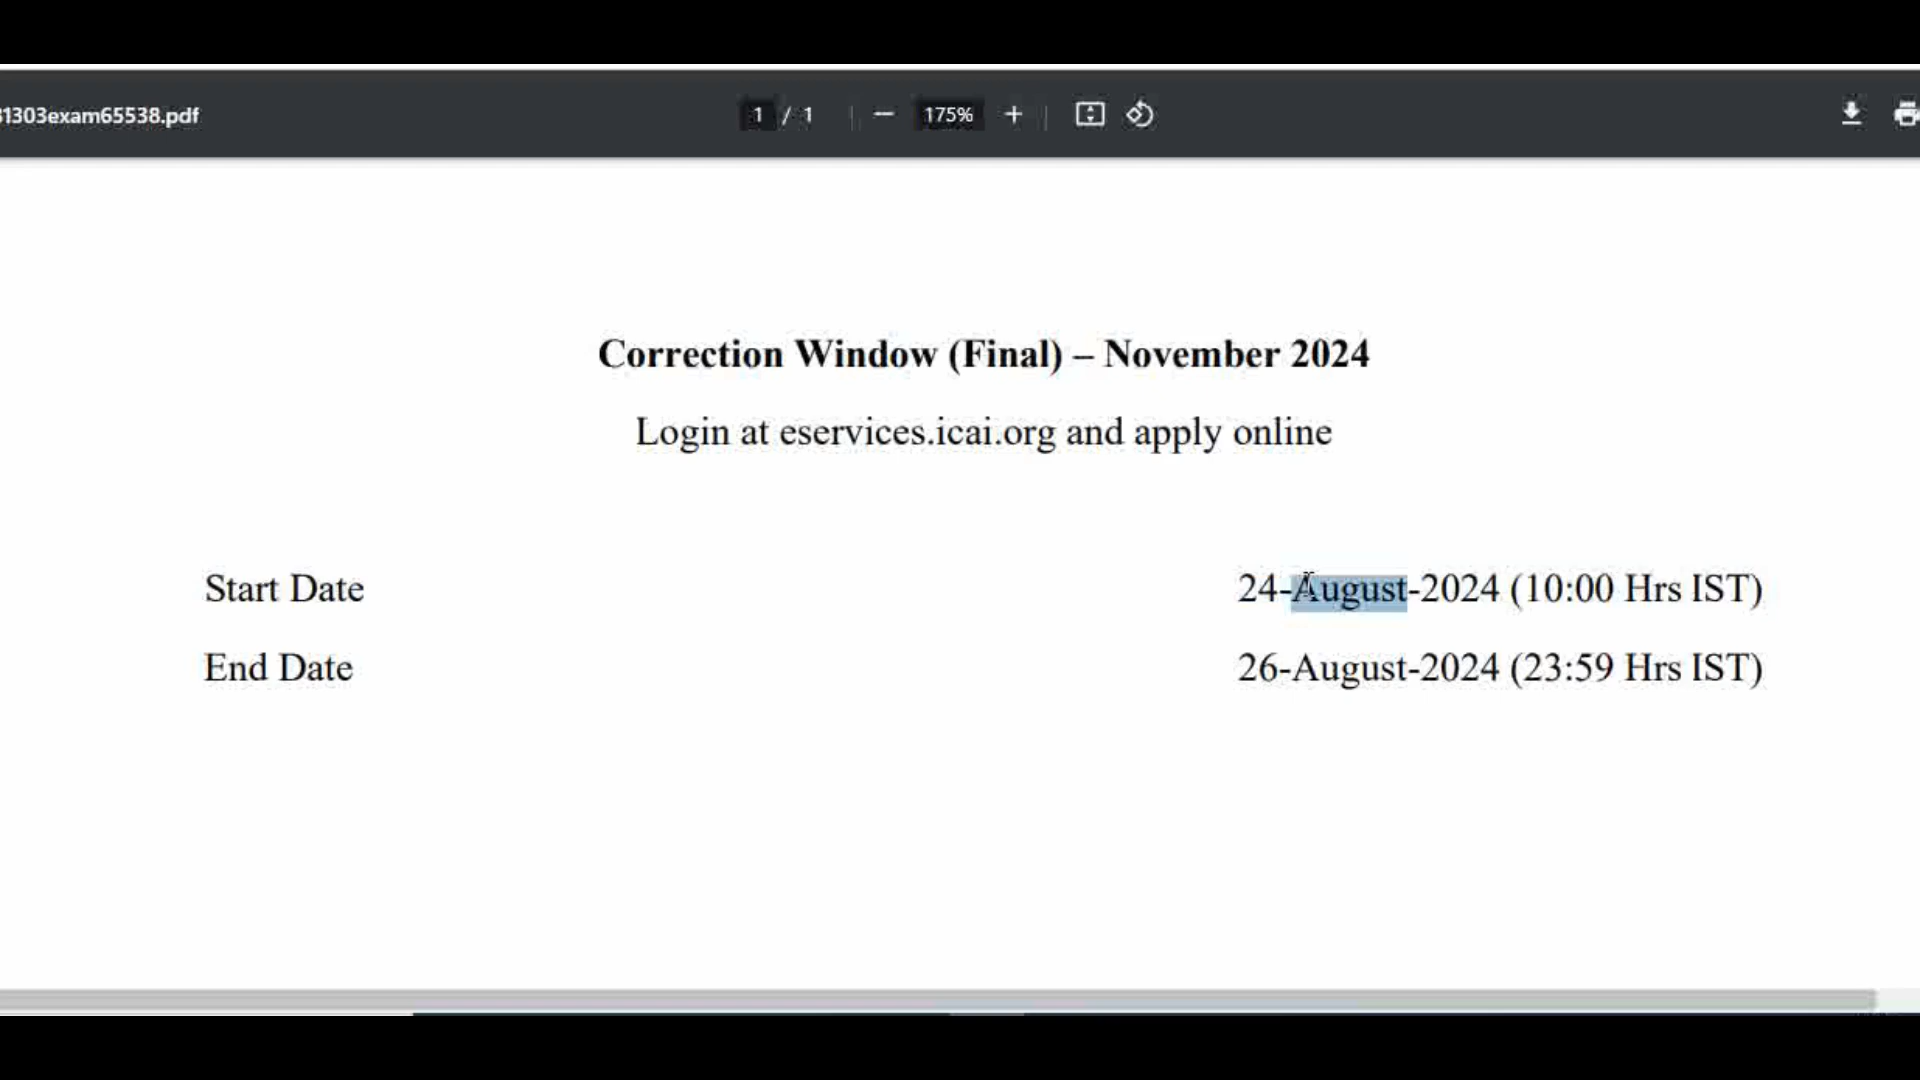 31303exam65538.pdf
1 / 1
175%
Correction Window (Final) – November 2024
Login at eservices.icai.org and apply online
Start Date 24-August-2024 (10:00 Hrs IST)
End Date 26-August-2024 (23:59 Hrs IST)